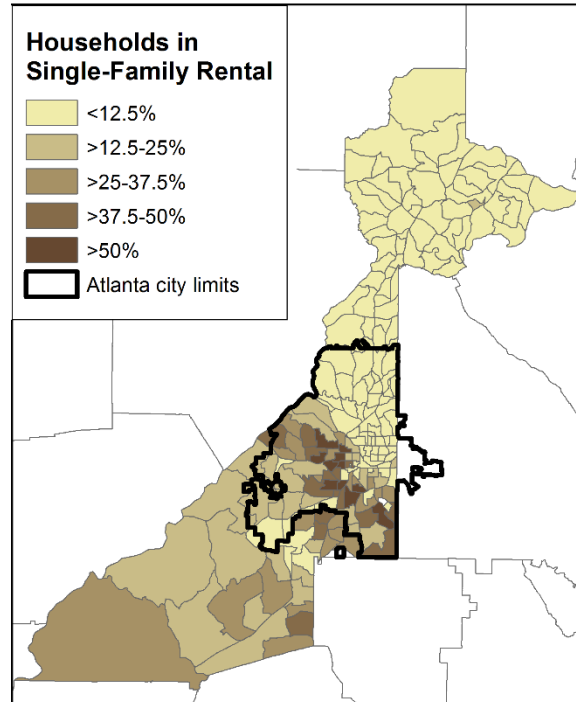 Households in
Single-Family Rental
<12.5%
>12.5-25%
>25-37.5%
>37.5-50%
>50%
Atlanta city limits